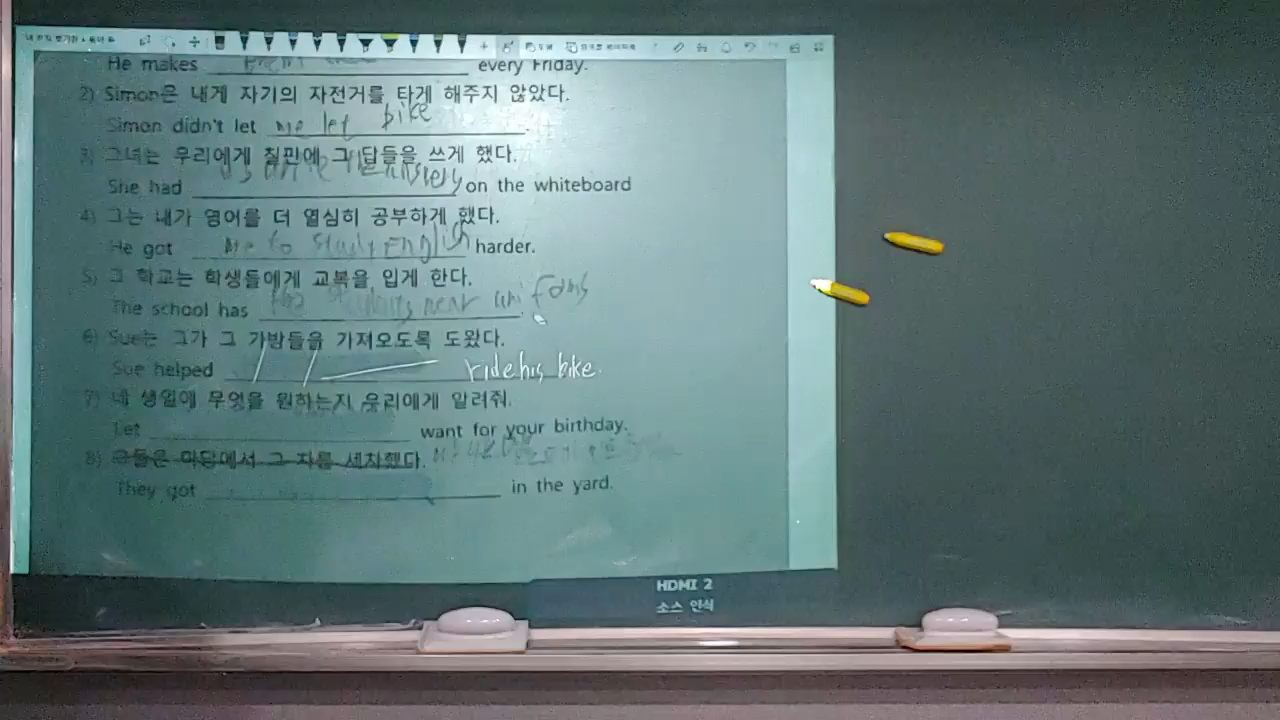 He makes every Friday.
2) Simon은 내게 자기의 자전거를 타게 해주지 않았다.
Simon didn't let me let bike
3) 그녀는 우리에게 칠판에 그 답들을 쓰게 했다.
She had on the whiteboard
4) 그는 내가 영어를 더 열심히 공부하게 했다.
He got me to study English harder.
5) 그 학교는 학생들에게 교복을 입게 한다.
The school has the students near uni foms
6) Sue는 그가 그 가방들을 가져오도록 도왔다.
Sue helped ride his bike.
7) 네 생일에 무엇을 원하는지 우리에게 알려줘.
Let want for your birthday.
8) 그들은 마당에서 그 차를 세차했다.
They got in the yard.
HDMI 2
소스 인식